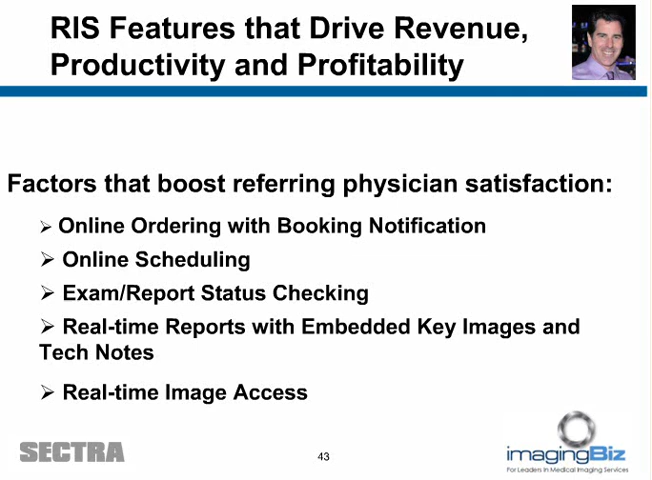 RIS Features that Drive Revenue,
Productivity and Profitability
Factors that boost referring physician satisfaction:
➢ Online Ordering with Booking Notification
➢ Online Scheduling
➢ Exam/Report Status Checking
➢ Real-time Reports with Embedded Key Images and
Tech Notes
➢ Real-time Image Access
SECTRA
43
imagingBiz
For Leaders in Medical Imaging Services